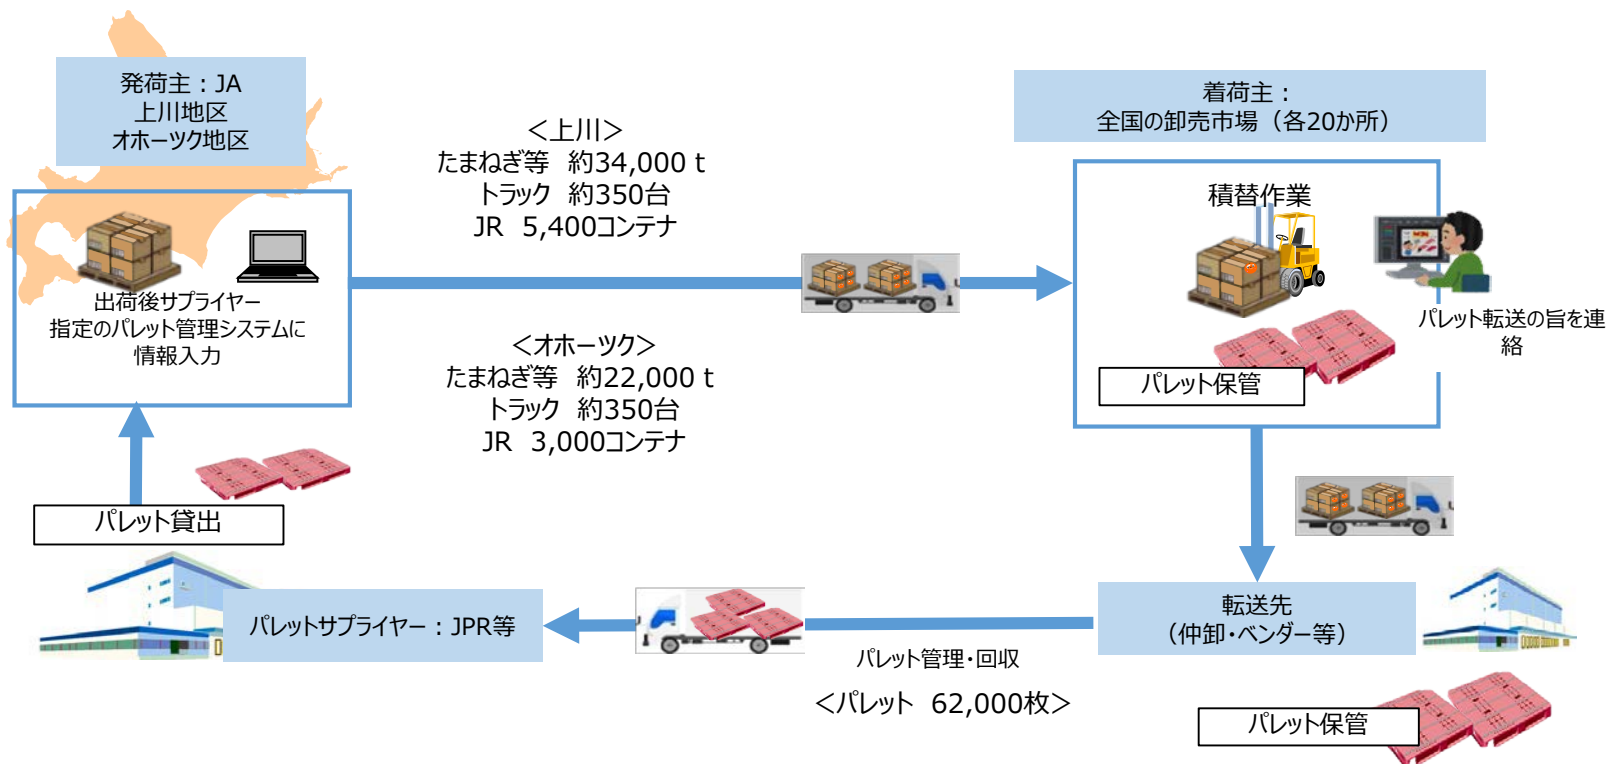 発荷主：JA
上川地区
オホーツク地区
着荷主：
全国の卸売市場（各20か所）
＜上川＞
たまねぎ等　約34,000ｔ
トラック　約350台
JR　5,400コンテナ
積替作業
出荷後サプライヤー
指定のパレット管理システムに
情報入力
パレット転送の旨を連
絡
＜オホーツク＞
たまねぎ等　約22,000ｔ
トラック　約350台
JR　3,000コンテナ
パレット保管
パレット貸出
パレットサプライヤー：JPR等
転送先
（仲卸・ベンダー等）
パレット管理・回収
＜パレット　62,000枚＞
パレット保管